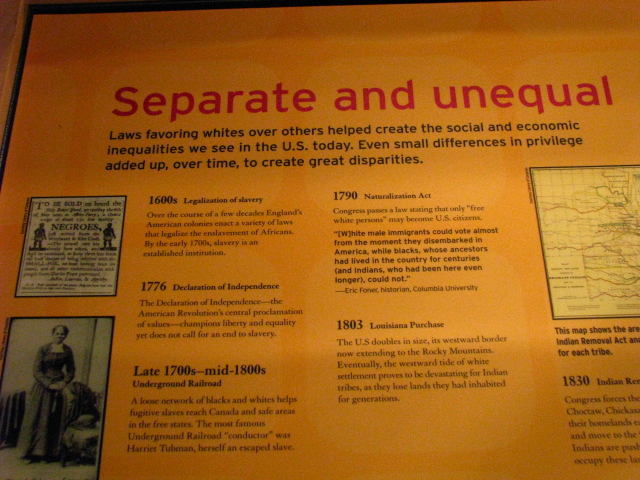 Separate and unequal
Laws favoring whites over others helped create the social and economic
inequalities we see in the U.S. today. Even small differences in privilege
added up, over time, to create great disparities.
TO BE SOLD on board the
NEGROES,
1600s Legalization of slavery
Over the course of a few decades England's
American colonies enact a variety of laws
that legalize the enslavement of Africans.
By the early 1700s, slavery is an
established institution.
1776 Declaration of Independence
The Declaration of Independence—the
American Revolution's central proclamation
of values—champions liberty and equality
yet does not call for an end to slavery.
Late 1700s–mid-1800s
Underground Railroad
A loose network of blacks and whites helps
fugitive slaves reach Canada and safe areas
in the free states. The most famous
Underground Railroad "conductor" was
Harriet Tubman, herself an escaped slave.
1790 Naturalization Act
Congress passes a law stating that only "free
white persons" may become U.S. citizens.
"[W]hite male immigrants could vote almost
from the moment they disembarked in
America, while blacks, whose ancestors
had lived in the country for centuries
(and Indians, who had been here even
longer), could not."
—Eric Foner, historian, Columbia University
1803 Louisiana Purchase
The U.S doubles in size, its westward border
now extending to the Rocky Mountains.
Eventually, the westward tide of white
settlement proves to be devastating for Indian
tribes, as they lose lands they had inhabited
for generations.
This map shows the are
Indian Removal Act an
for each tribe.
1830 Indian Re
Congress forces the
Choctaw, Chickasa
their homelands ea
and move to the
Indians are push
occupy these lan